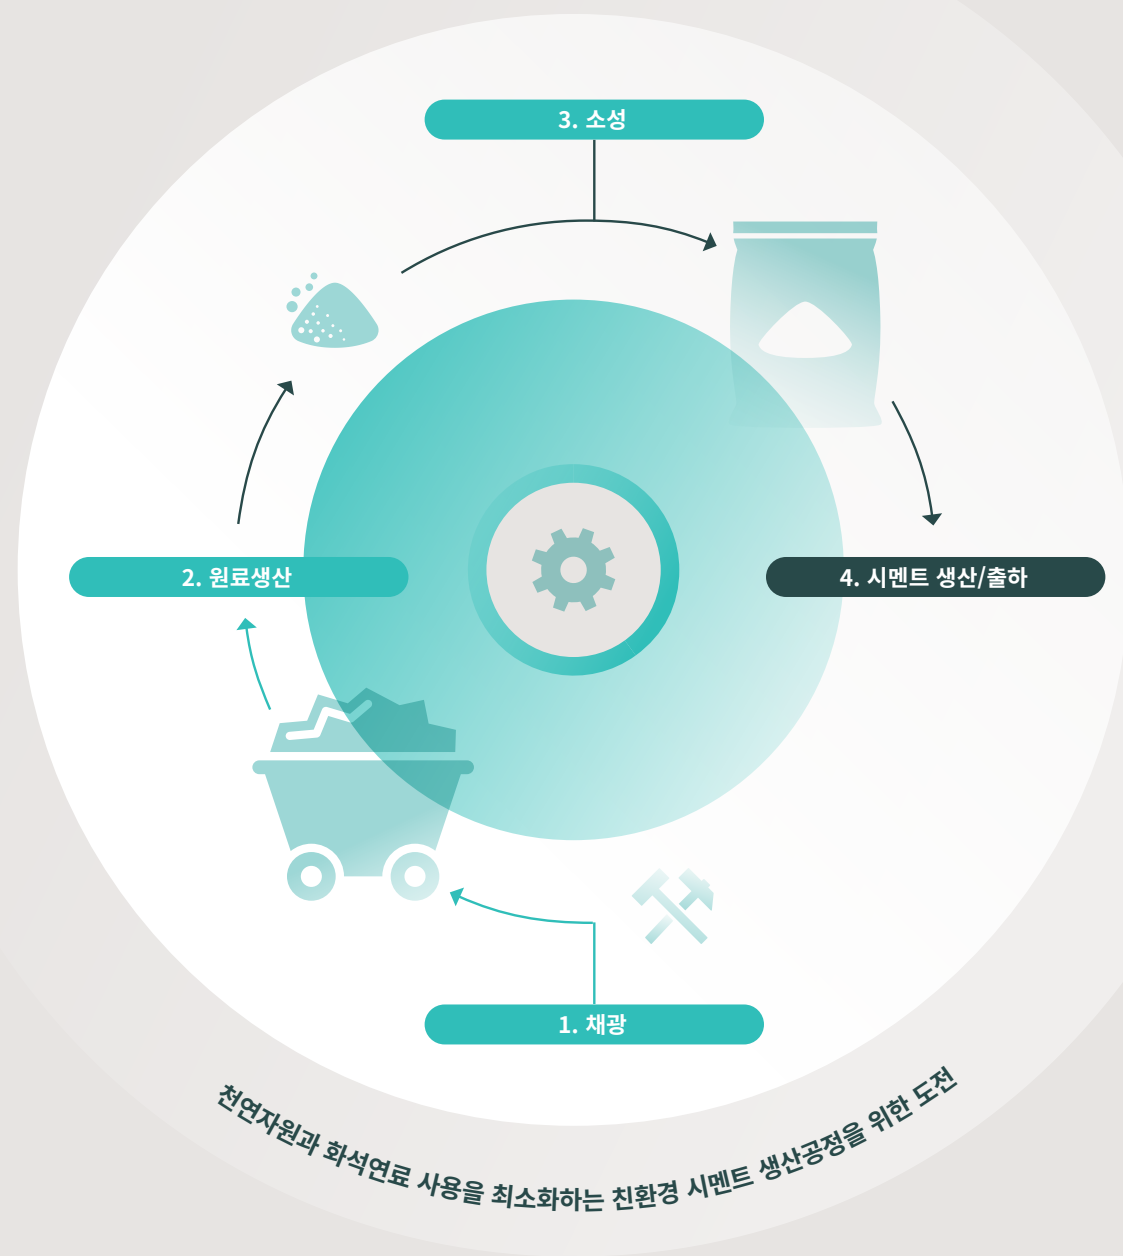 3. 소성
2. 원료생산
4. 시멘트 생산/출하
1. 채광
천연자원과 화석연료 사용을 최소화하는 친환경 시멘트 생산공정을 위한 도전